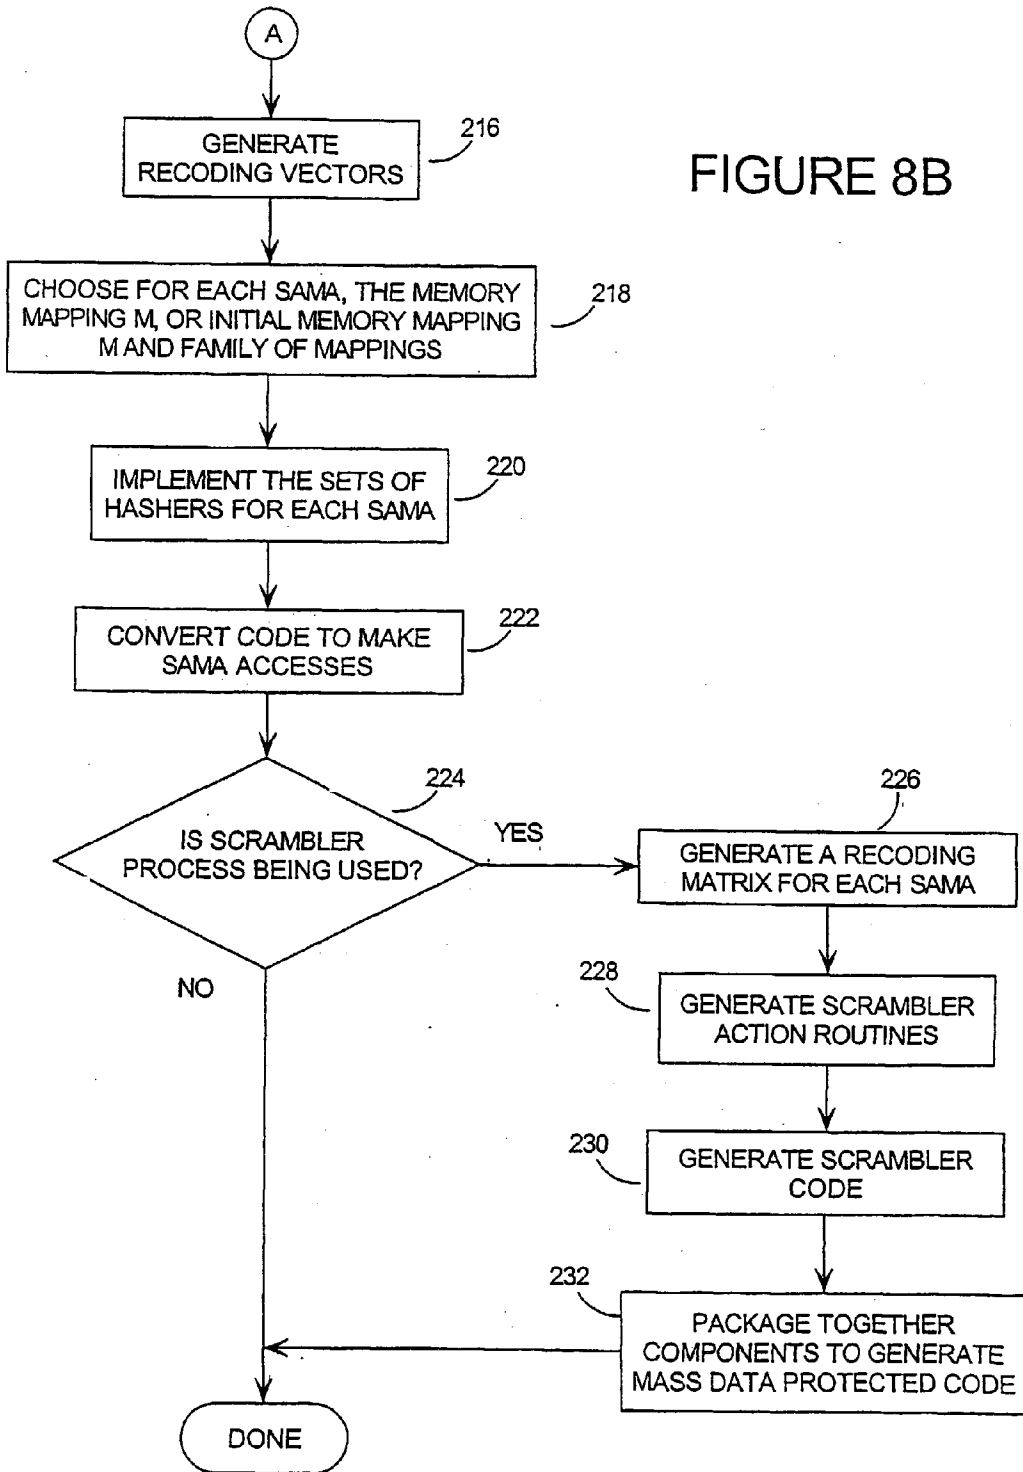 A
GENERATE
RECODING VECTORS
216
FIGURE 8B
CHOOSE FOR EACH SAMA, THE MEMORY
MAPPING M, OR INITIAL MEMORY MAPPING
M AND FAMILY OF MAPPINGS
218
IMPLEMENT THE SETS OF
HASHERS FOR EACH SAMA
220
CONVERT CODE TO MAKE
SAMA ACCESSES
222
IS SCRAMBLER
PROCESS BEING USED?
224
YES
NO
226
GENERATE A RECODING
MATRIX FOR EACH SAMA
228
GENERATE SCRAMBLER
ACTION ROUTINES
230
GENERATE SCRAMBLER
CODE
232
PACKAGE TOGETHER
COMPONENTS TO GENERATE
MASS DATA PROTECTED CODE
DONE